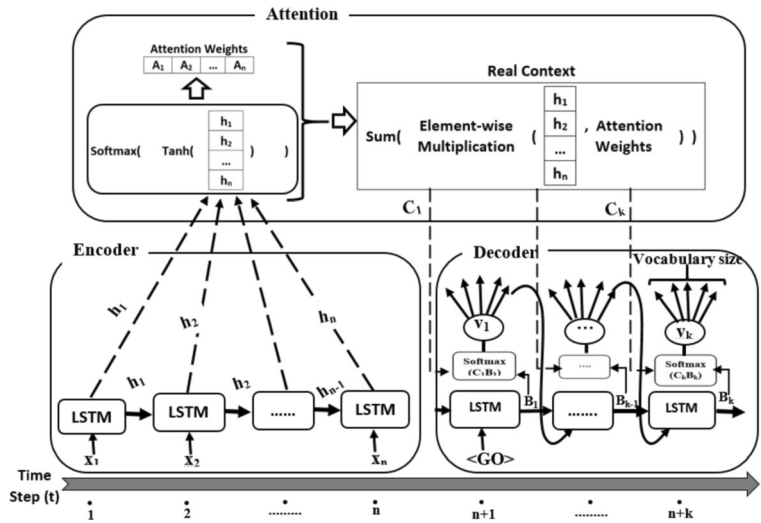 Attention
Attention Weights
A1 A2 ... An
Softmax( Tanh( h1 h2 ... hn ) )
Real Context
Sum( Element-wise Multiplication ( h1 h2 ... hn , Attention Weights ) )
C1
Ck
Encoder
h1
h2
hn
h1
h2
hn-1
LSTM
LSTM
......
LSTM
x1
x2
xn
Decoder
Vocabulary size
v1
...
vk
Softmax
(C1B1)
....
Softmax
(CkBk)
B1
Bk-1
Bk
LSTM
.......
LSTM
<GO>
Time
Step (t)
1
2
.........
n
n+1
.........
n+k